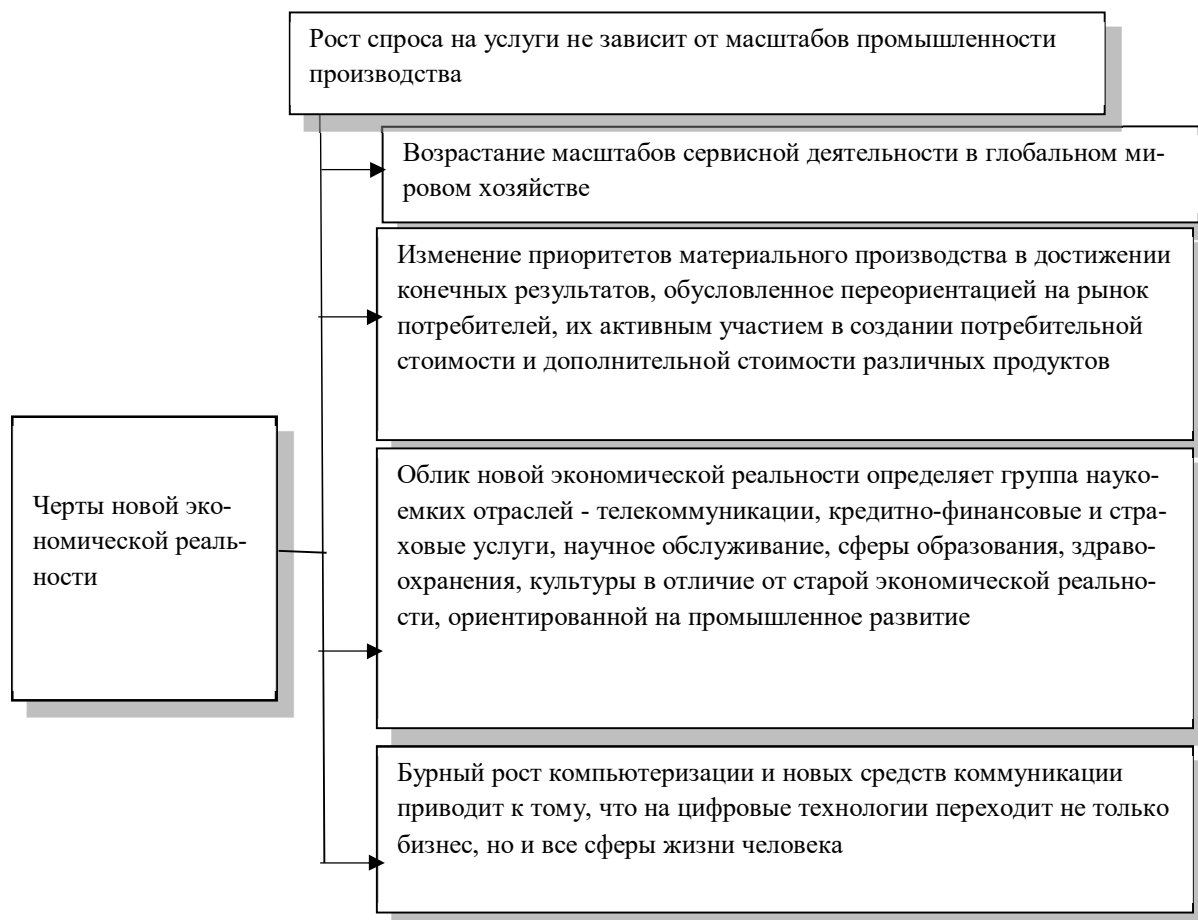 Рост спроса на услуги не зависит от масштабов промышленности
производства
Возрастание масштабов сервисной деятельности в глобальном ми-
ровом хозяйстве
Изменение приоритетов материального производства в достижении
конечных результатов, обусловленное переориентацией на рынок
потребителей, их активным участием в создании потребительной
стоимости и дополнительной стоимости различных продуктов
Черты новой эко-
номической реаль-
ности
Облик новой экономической реальности определяет группа науко-
емких отраслей - телекоммуникации, кредитно-финансовые и стра-
ховые услуги, научное обслуживание, сферы образования, здраво-
охранения, культуры в отличие от старой экономической реально-
сти, ориентированной на промышленное развитие
Бурный рост компьютеризации и новых средств коммуникации
приводит к тому, что на цифровые технологии переходит не только
бизнес, но и все сферы жизни человека